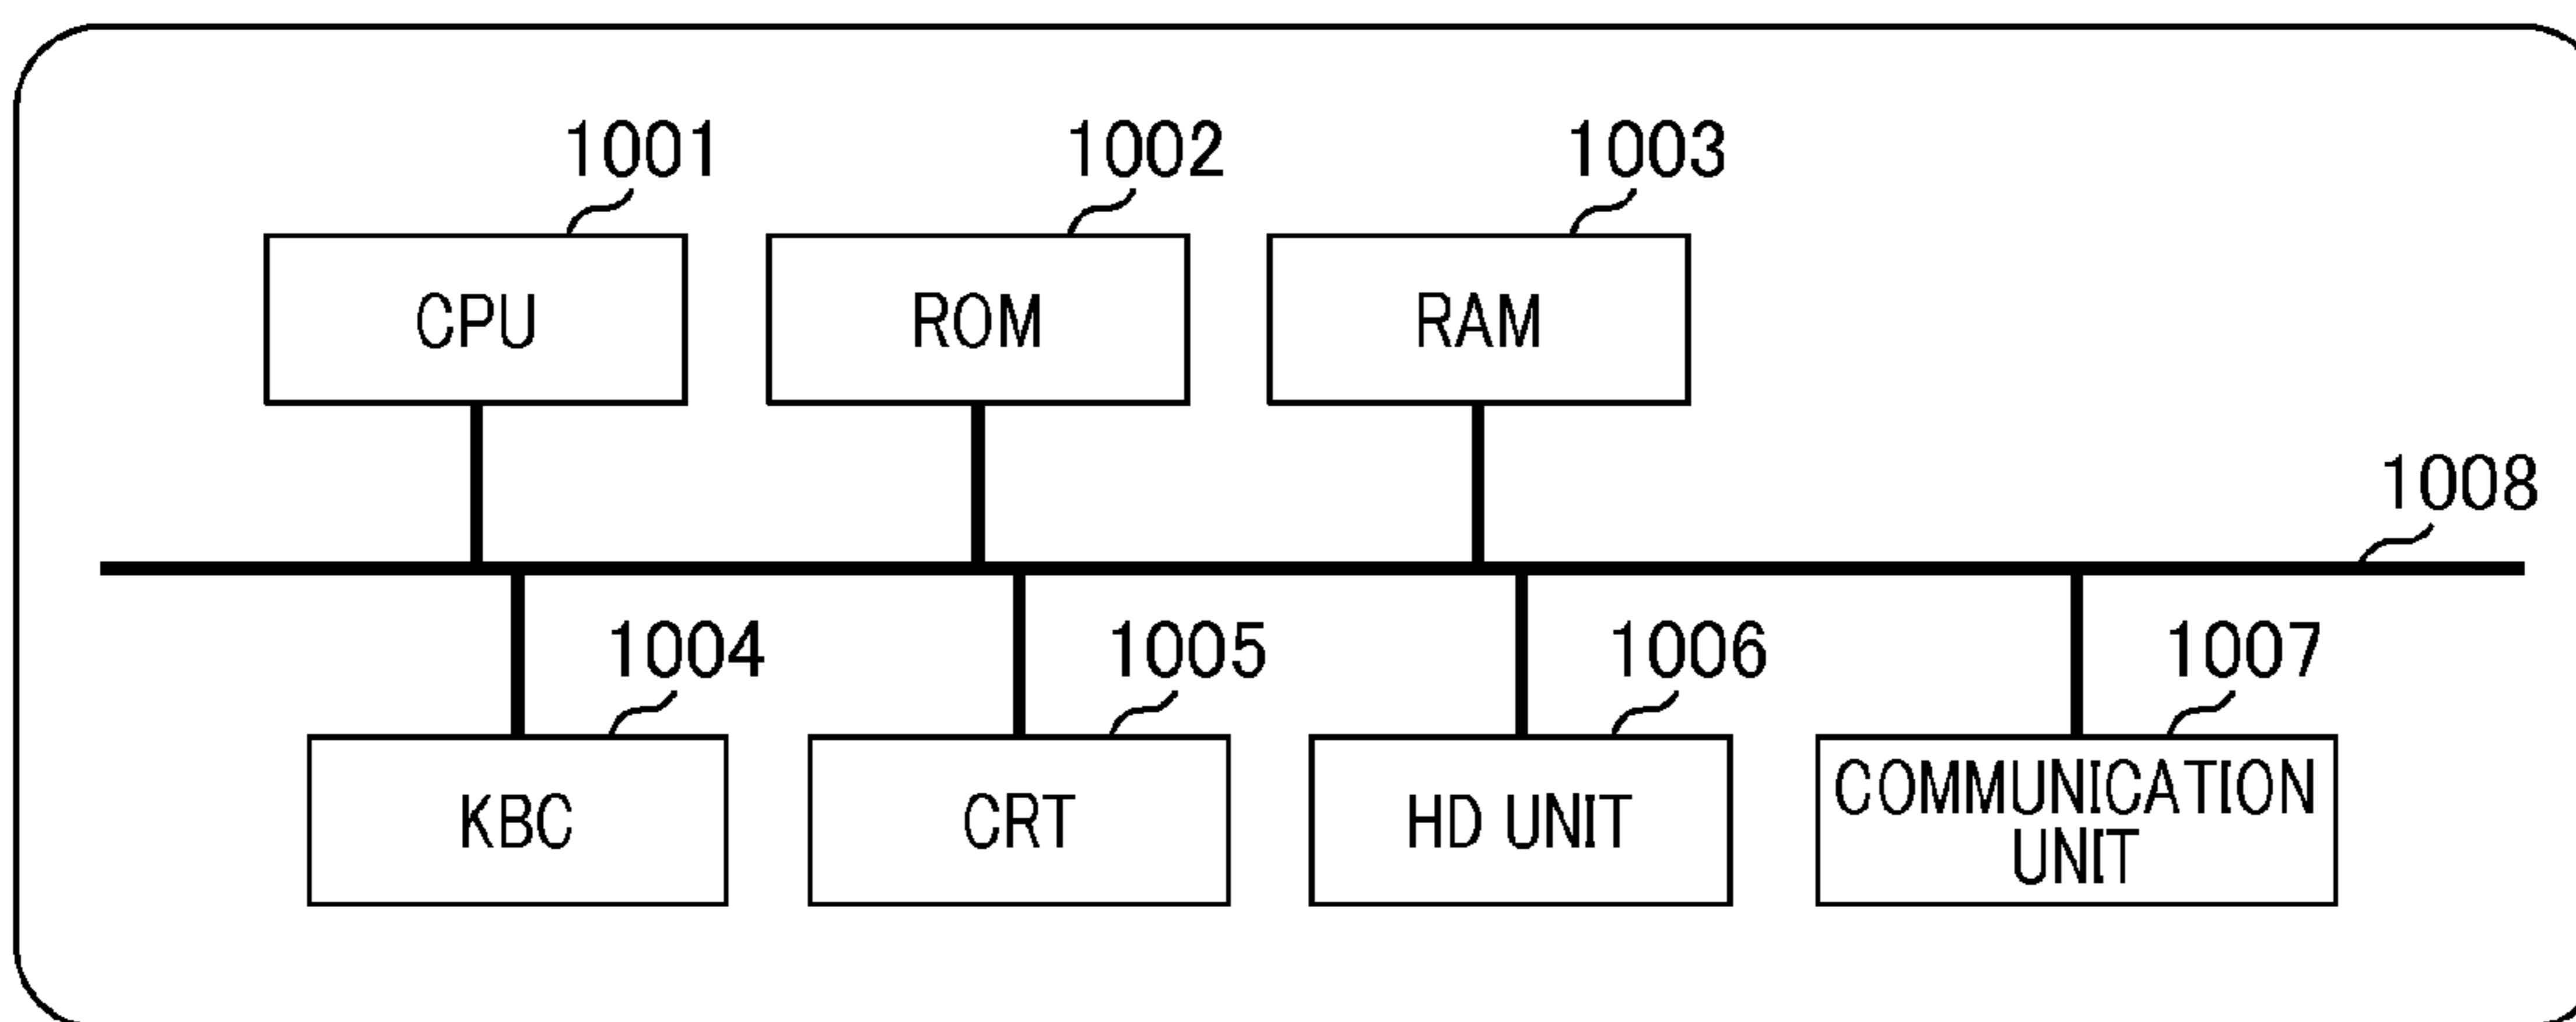 1001
1002
1003
CPU
ROM
RAM
1008
1004
1005
1006
1007
KBC
CRT
HD UNIT
COMMUNICATION
UNIT